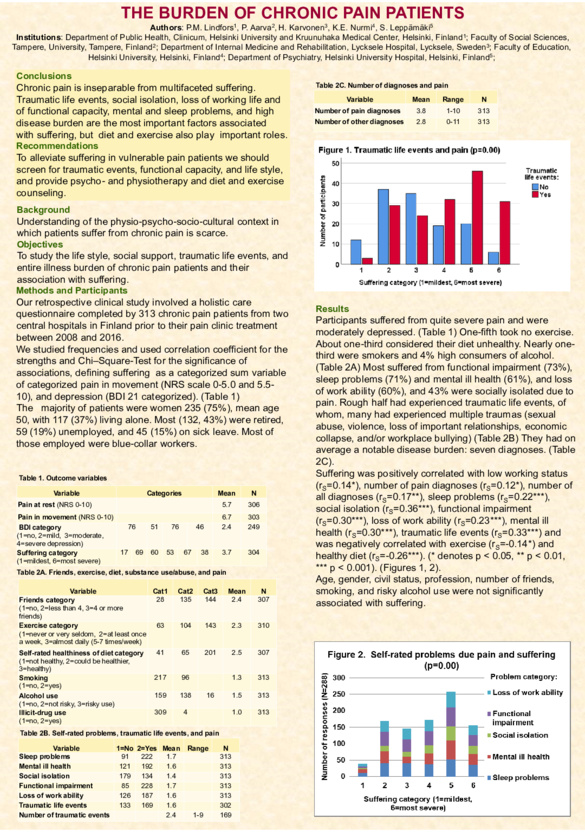 THE BURDEN OF CHRONIC PAIN PATIENTS
Authors: P.M. Lindfors¹, P. Aarva², H. Karvonen³, K.E. Nurmi⁴, S. Leppämäki⁵
Institutions: Department of Public Health, Clinicum, Helsinki University and Kruunuhaka Medical Center, Helsinki, Finland¹; Faculty of Social Sciences,
Tampere, University, Tampere, Finland²; Department of Internal Medicine and Rehabilitation, Lycksele Hospital, Lycksele, Sweden³; Faculty of Education,
Helsinki University, Helsinki, Finland⁴; Department of Psychiatry, Helsinki University Hospital, Helsinki, Finland⁵;
Conclusions
Chronic pain is inseparable from multifaceted suffering.
Traumatic life events, social isolation, loss of working life and
of functional capacity, mental and sleep problems, and high
disease burden are the most important factors associated
with suffering, but diet and exercise also play important roles.
Recommendations
To alleviate suffering in vulnerable pain patients we should
screen for traumatic events, functional capacity, and life style,
and provide psycho- and physiotherapy and diet and exercise
counseling.
Background
Understanding of the physio-psycho-socio-cultural context in
which patients suffer from chronic pain is scarce.
Objectives
To study the life style, social support, traumatic life events, and
entire illness burden of chronic pain patients and their
association with suffering.
Methods and Participants
Our retrospective clinical study involved a holistic care
questionnaire completed by 313 chronic pain patients from two
central hospitals in Finland prior to their pain clinic treatment
between 2008 and 2016.
We studied frequencies and used correlation coefficient for the
strengths and Chi–Square-Test for the significance of
associations, defining suffering as a categorized sum variable
of categorized pain in movement (NRS scale 0-5.0 and 5.5-
10), and depression (BDI 21 categorized). (Table 1)
The majority of patients were women 235 (75%), mean age
50, with 117 (37%) living alone. Most (132, 43%) were retired,
59 (19%) unemployed, and 45 (15%) on sick leave. Most of
those employed were blue-collar workers.
Table 1. Outcome variables
Variable Categories Mean N
Pain at rest (NRS 0-10) 5.7 306
Pain in movement (NRS 0-10) 6.7 303
BDI category 76 51 76 46 2.4 249
(1=no, 2=mild, 3=moderate,
4=severe depression)
Suffering category 17 69 60 53 67 38 3.7 304
(1=mildest, 6=most severe)
Table 2A. Friends, exercise, diet, substance use/abuse, and pain
Variable Cat1 Cat2 Cat3 Mean N
Friends category 28 135 144 2.4 307
(1=no, 2=less than 4, 3=4 or more
friends)
Exercise category 63 104 143 2.3 310
(1=never or very seldom, 2=at least once
a week, 3=almost daily (5-7 times/week)
Self-rated healthiness of diet category 41 65 201 2.5 307
(1=not healthy, 2=could be healthier,
3=healthy)
Smoking 217 96 1.3 313
(1=no, 2=yes)
Alcohol use 159 138 16 1.5 313
(1=no, 2=not risky, 3=risky use)
Illicit-drug use 309 4 1.0 313
(1=no, 2=yes)
Table 2B. Self-rated problems, traumatic life events, and pain
Variable 1=No 2=Yes Mean Range N
Sleep problems 91 222 1.7 313
Mental ill health 121 192 1.6 313
Social isolation 179 134 1.4 313
Functional impairment 85 228 1.7 313
Loss of work ability 126 187 1.6 313
Traumatic life events 133 169 1.6 302
Number of traumatic events 2.4 1-9 169
Table 2C. Number of diagnoses and pain
Variable Mean Range N
Number of pain diagnoses 3.8 1-10 313
Number of other diagnoses 2.8 0-11 313
Figure 1. Traumatic life events and pain (p=0.00)
Number of participants
50
40
30
20
10
0
1 2 3 4 5 6
Suffering category (1=mildest, 6=most severe)
Traumatic
life events:
No
Yes
Results
Participants suffered from quite severe pain and were
moderately depressed. (Table 1) One-fifth took no exercise.
About one-third considered their diet unhealthy. Nearly one-
third were smokers and 4% high consumers of alcohol.
(Table 2A) Most suffered from functional impairment (73%),
sleep problems (71%) and mental ill health (61%), and loss
of work ability (60%), and 43% were socially isolated due to
pain. Rough half had experienced traumatic life events, of
whom, many had experienced multiple traumas (sexual
abuse, violence, loss of important relationships, economic
collapse, and/or workplace bullying) (Table 2B) They had on
average a notable disease burden: seven diagnoses. (Table
2C).
Suffering was positively correlated with low working status
(rS=0.14*), number of pain diagnoses (rS=0.12*), number of
all diagnoses (rS=0.17**), sleep problems (rS=0.22***),
social isolation (rS=0.36***), functional impairment
(rS=0.30***), loss of work ability (rS=0.23***), mental ill
health (rS=0.30***), traumatic life events (rS=0.33***) and
was negatively correlated with exercise (rS=-0.14*) and
healthy diet (rS=-0.26***). (* denotes p < 0.05, ** p < 0.01,
*** p < 0.001). (Figures 1, 2).
Age, gender, civil status, profession, number of friends,
smoking, and risky alcohol use were not significantly
associated with suffering.
Figure 2. Self-rated problems due pain and suffering
(p=0.00)
Number of responses (N=288)
300
250
200
150
100
50
0
1 2 3 4 5 6
Suffering category (1=mildest,
6=most severe)
Problem category:
Loss of work ability
Functional
impairment
Social isolation
Mental ill health
Sleep problems